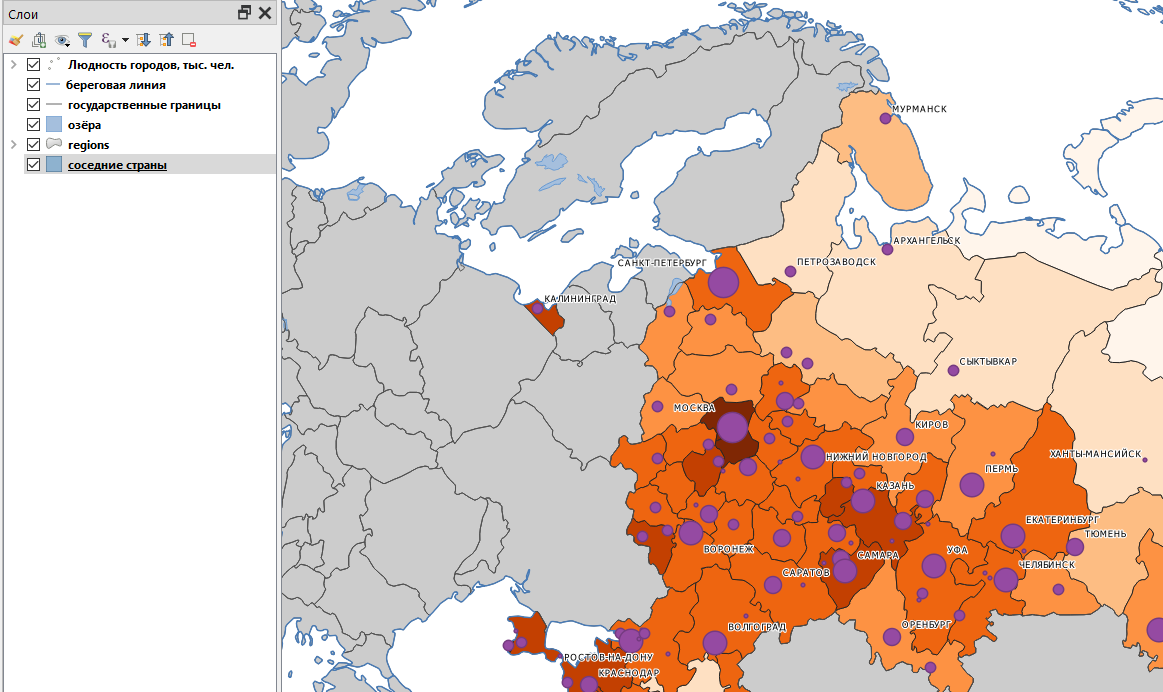 Слои
Людность городов, тыс. чел.
береговая линия
государственные границы
озёра
regions
соседние страны
МУРМАНСК
АРХАНГЕЛЬСК
САНКТ-ПЕТЕРБУРГ
ПЕТРОЗАВОДСК
КАЛИНИНГРАД
СЫКТЫВКАР
МОСКВА
КИРОВ
НИЖНИЙ НОВГОРОД
ХАНТЫ-МАНСИЙСК
ПЕРМЬ
КАЗАНЬ
ЕКАТЕРИНБУРГ
ТЮМЕНЬ
ВОРОНЕЖ
УФА
САМАРА
ЧЕЛЯБИНСК
САРАТОВ
ОРЕНБУРГ
ВОЛГОГРАД
РОСТОВ-НА-ДОНУ
КРАСНОДАР